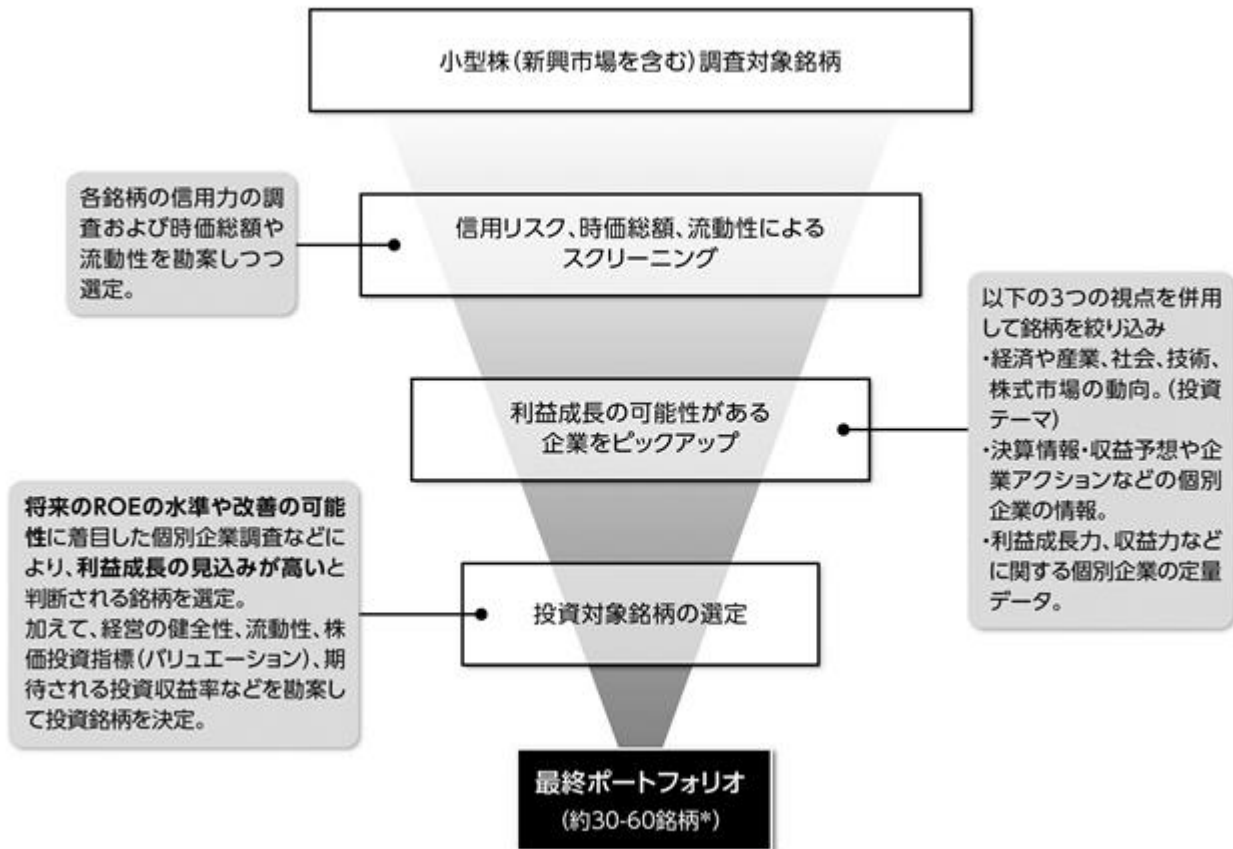 小型株(新興市場を含む)調査対象銘柄
各銘柄の信用力の調
査および時価総額や
流動性を勘案しつつ
選定。
信用リスク、時価総額、流動性による
スクリーニング
以下の3つの視点を併用
して銘柄を絞り込み
・経済や産業、社会、技術、
株式市場の動向。(投資
テーマ)
・決算情報・収益予想や企
業アクションなどの個別
企業の情報。
・利益成長力、収益力など
に関する個別企業の定量
データ。
利益成長の可能性がある
企業をピックアップ
将来のROEの水準や改善の可能
性に着目した個別企業調査などに
より、利益成長の見込みが高いと
判断される銘柄を選定。
加えて、経営の健全性、流動性、株
価投資指標(バリュエーション)、期
待される投資収益率などを勘案し
て投資銘柄を決定。
投資対象銘柄の選定
最終ポートフォリオ
(約30-60銘柄*)